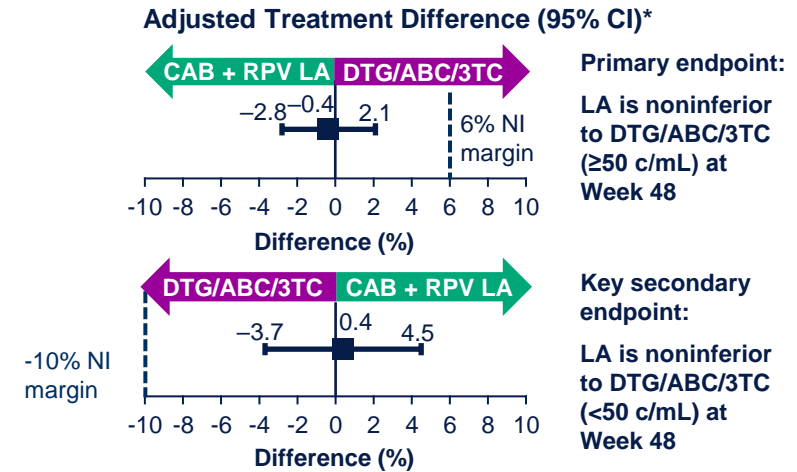 Adjusted Treatment Difference (95% CI)*
CAB + RPV LA
DTG/ABC/3TC
–2.8
–0.4
2.1
6% NI
margin
-10 -8 -6 -4 -2 0 2 4 6 8 10
Difference (%)
Primary endpoint:
LA is noninferior
to DTG/ABC/3TC
(≥50 c/mL) at
Week 48
DTG/ABC/3TC
CAB + RPV LA
–3.7
0.4
4.5
-10% NI
margin
-10 -8 -6 -4 -2 0 2 4 6 8 10
Difference (%)
Key secondary
endpoint:
LA is noninferior
to DTG/ABC/3TC
(<50 c/mL) at
Week 48